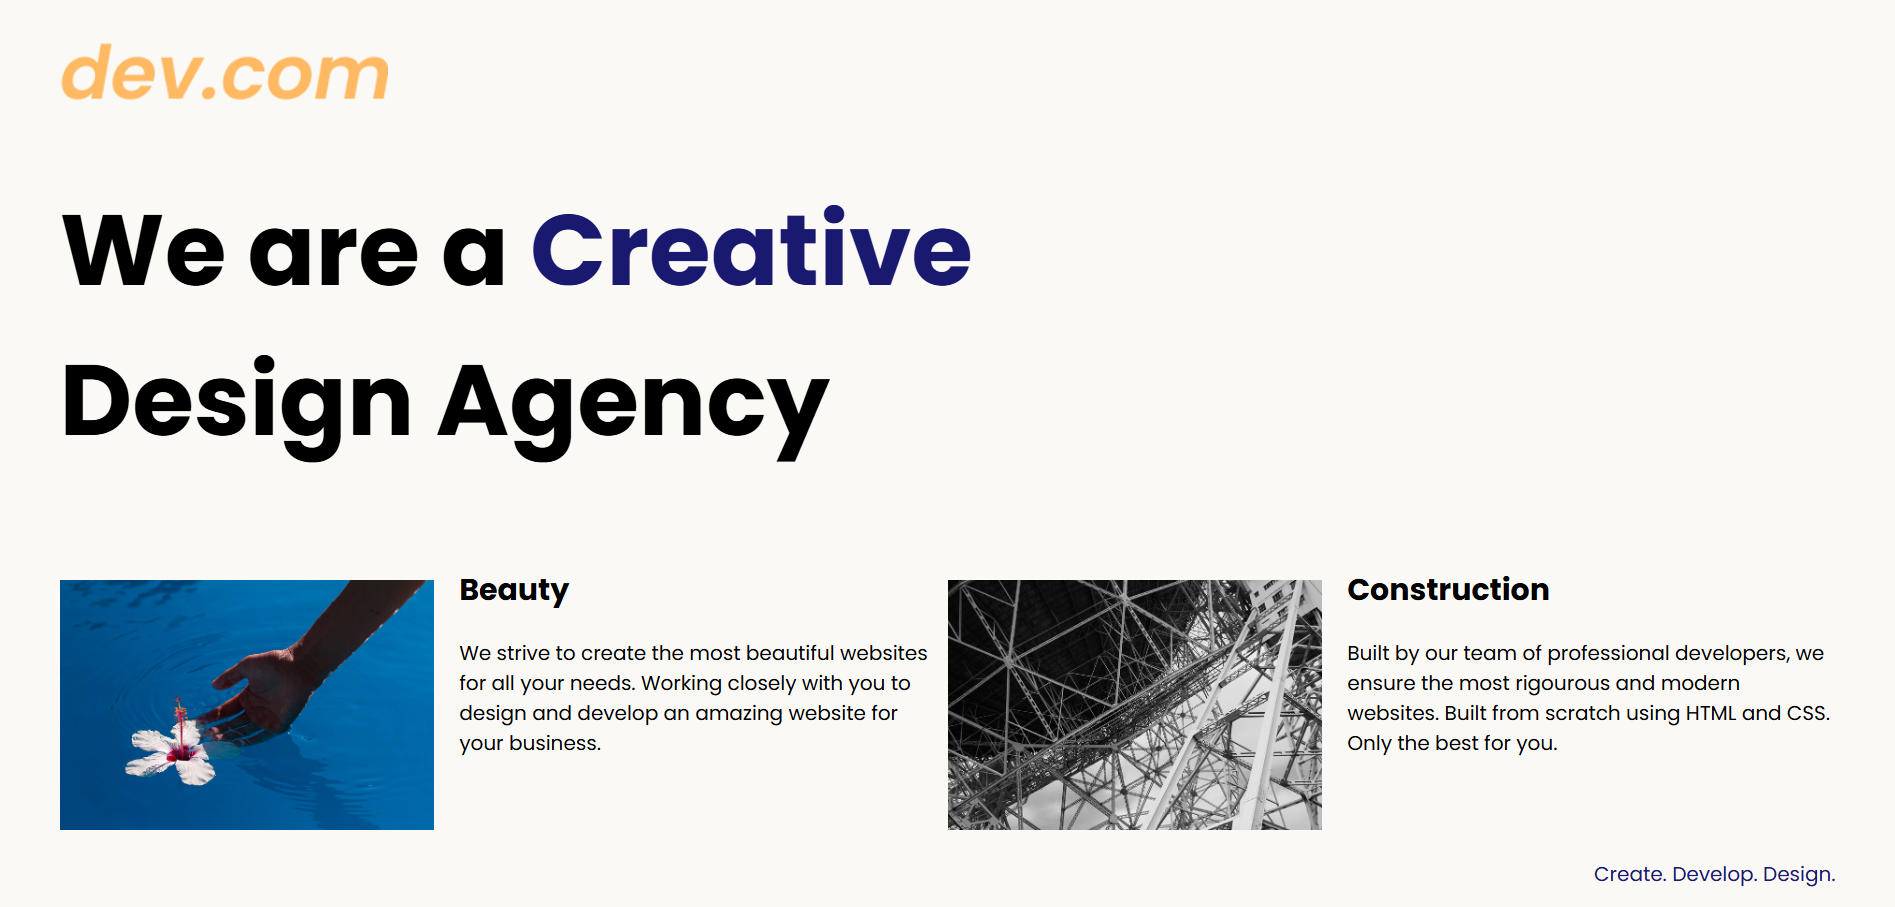 dev.com
We are a Creative
Design Agency
Beauty
We strive to create the most beautiful websites
for all your needs. Working closely with you to
design and develop an amazing website for
your business.
Construction
Built by our team of professional developers, we
ensure the most rigourous and modern
websites. Built from scratch using HTML and CSS.
Only the best for you.
Create. Develop. Design.